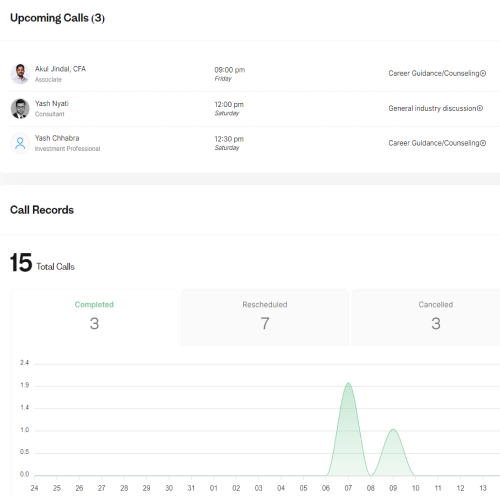 Upcoming Calls (3)
Akul Jindal, CFA
Associate
09:00 pm
Friday
Career Guidance/Counseling
Yash Nyati
Consultant
12:00 pm
Saturday
General industry discussion
Yash Chhabra
Investment Professional
12:30 pm
Saturday
Career Guidance/Counseling
Call Records
15 Total Calls
Completed
3
Rescheduled
7
Cancelled
3
2.4
1.9
1.4
1.0
0.5
0.0
24 25 26 27 28 29 30 31 01 02 03 04 05 06 07 08 09 10 11 12 13